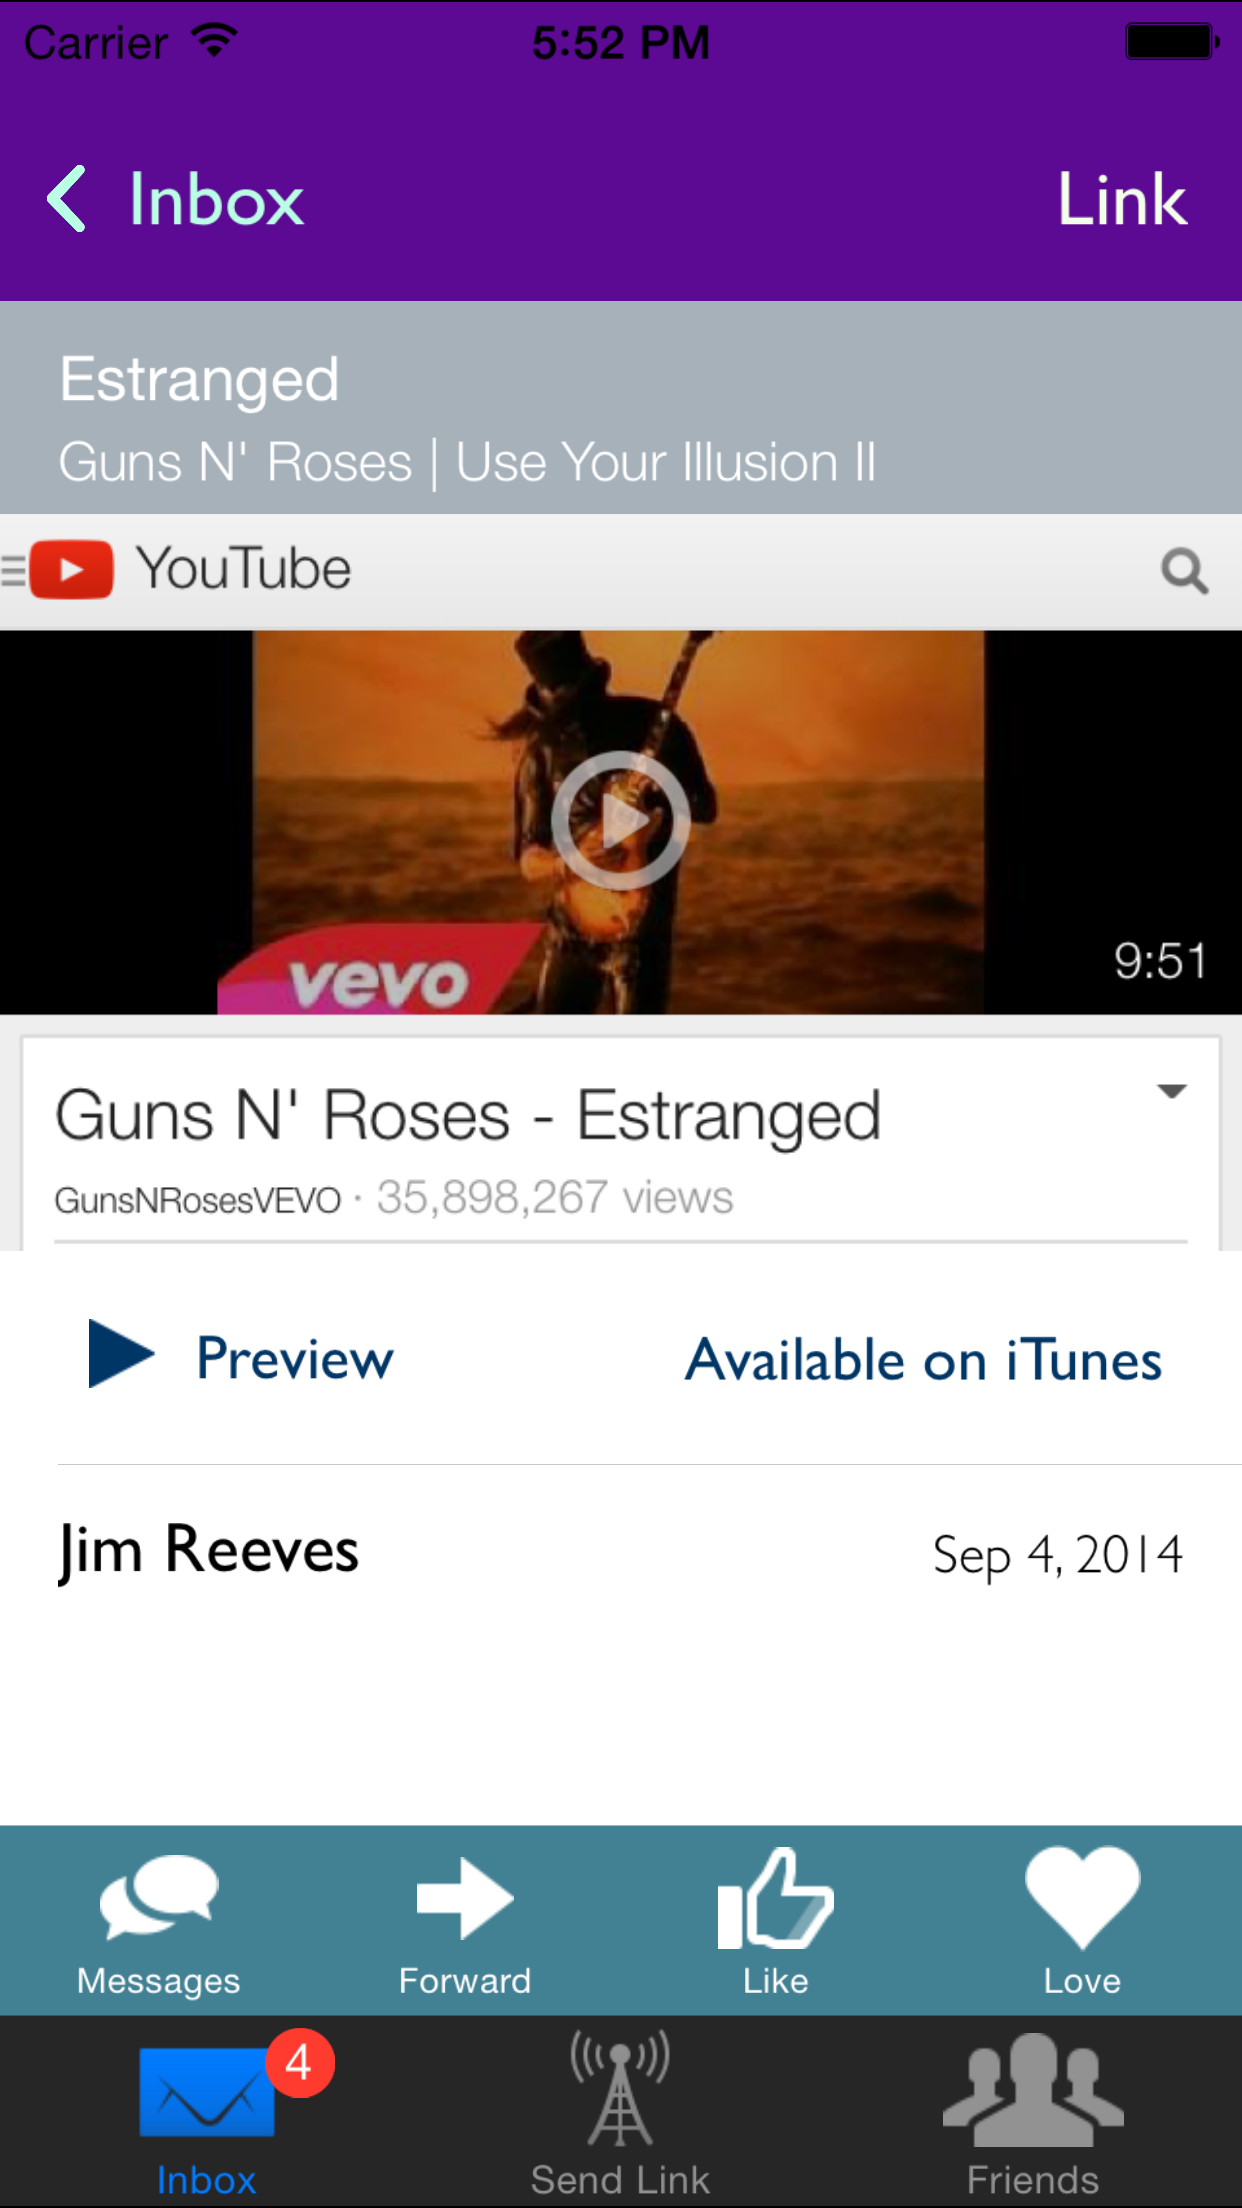 Carrier 5:52 PM
Inbox Link
Estranged
Guns N' Roses | Use Your Illusion II
YouTube
vevo
9:51
Guns N' Roses - Estranged
GunsNRosesVEVO · 35,898,267 views
Preview Available on iTunes
Jim Reeves Sep 4, 2014
Messages Forward Like Love
4
Inbox Send Link Friends